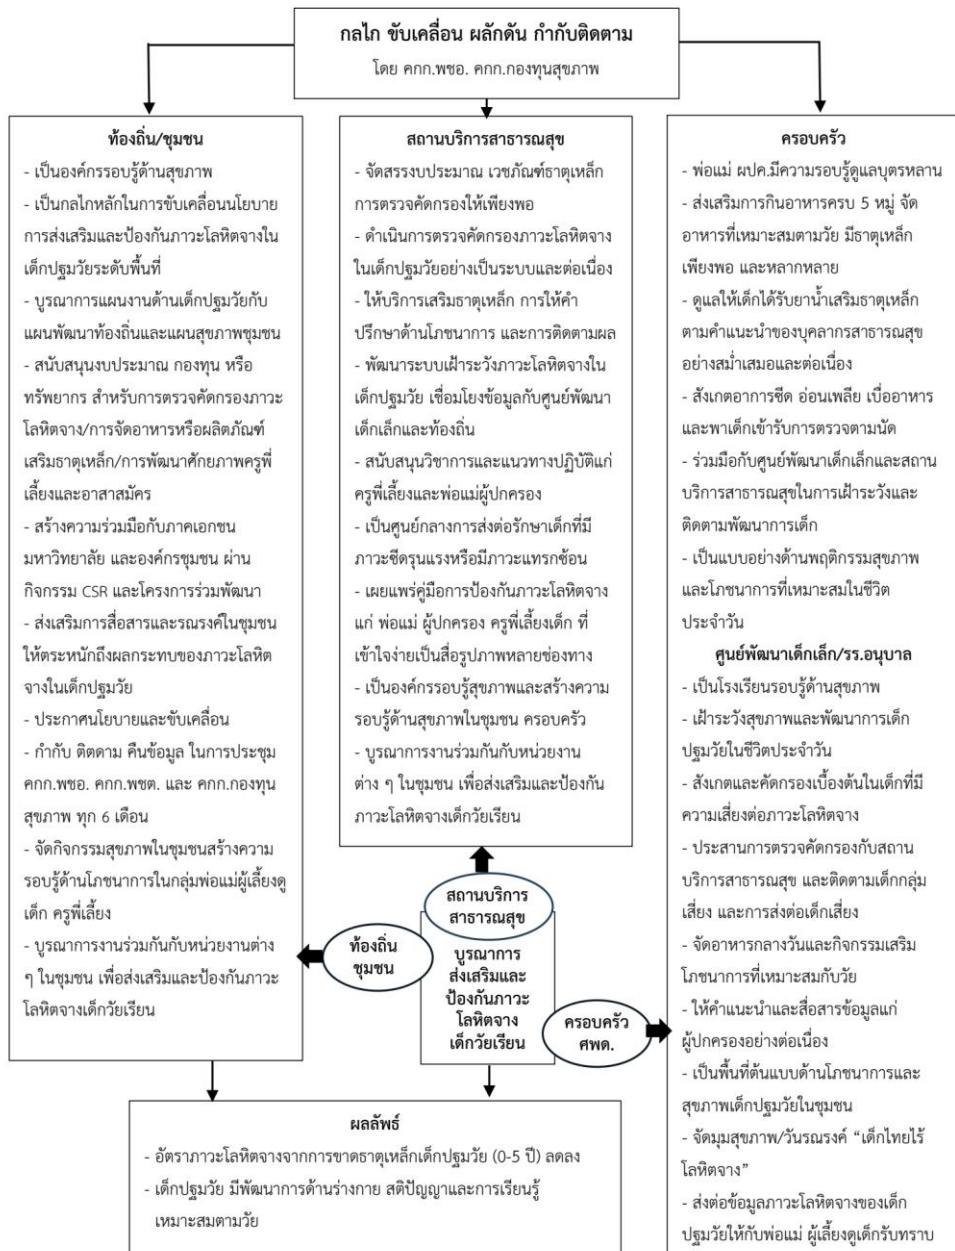 กลไก ขับเคลื่อน ผลักดัน กำกับติดตาม
โดย คกก.พชอ. คกก.กองทุนสุขภาพ
ท้องถิ่น/ชุมชน
- เป็นองค์กรรอบรู้ด้านสุขภาพ
- เป็นกลไกหลักในการขับเคลื่อนนโยบาย
การส่งเสริมและป้องกันภาวะโลหิตจางใน
เด็กปฐมวัยระดับพื้นที่
- บูรณาการแผนงานด้านเด็กปฐมวัยกับ
แผนพัฒนาท้องถิ่นและแผนสุขภาพชุมชน
- สนับสนุนงบประมาณ กองทุน หรือ
ทรัพยากร สำหรับการตรวจคัดกรองภาวะ
โลหิตจาง/การจัดอาหารหรือผลิตภัณฑ์
เสริมธาตุเหล็ก/การพัฒนาศักยภาพครูพี่
เลี้ยงและอาสาสมัคร
- สร้างความร่วมมือกับภาคเอกชน
มหาวิทยาลัย และองค์กรชุมชน ผ่าน
กิจกรรม CSR และโครงการร่วมพัฒนา
- ส่งเสริมการสื่อสารและรณรงค์ในชุมชน
ให้ตระหนักถึงผลกระทบของภาวะโลหิต
จางในเด็กปฐมวัย
- ประกาศนโยบายและขับเคลื่อน
- กำกับ ติดตาม คืนข้อมูล ในการประชุม
คกก.พชอ. คกก.พชต. และ คกก.กองทุน
สุขภาพ ทุก 6 เดือน
- จัดกิจกรรมสุขภาพในชุมชนสร้างความ
รอบรู้ด้านโภชนาการในกลุ่มพ่อแม่ผู้เลี้ยงดู
เด็ก ครูพี่เลี้ยง
- บูรณาการงานร่วมกันกับหน่วยงานต่าง
ๆ ในชุมชน เพื่อส่งเสริมและป้องกันภาวะ
โลหิตจางเด็กวัยเรียน
สถานบริการสาธารณสุข
- จัดสรรงบประมาณ เวชภัณฑ์ธาตุเหล็ก
การตรวจคัดกรองให้เพียงพอ
- ดำเนินการตรวจคัดกรองภาวะโลหิตจาง
ในเด็กปฐมวัยอย่างเป็นระบบและต่อเนื่อง
- ให้บริการเสริมธาตุเหล็ก การให้คำ
ปรึกษาด้านโภชนาการ และการติดตามผล
- พัฒนาระบบเฝ้าระวังภาวะโลหิตจางใน
เด็กปฐมวัย เชื่อมโยงข้อมูลกับศูนย์พัฒนา
เด็กเล็กและท้องถิ่น
- สนับสนุนวิชาการและแนวทางปฏิบัติแก่
ครูพี่เลี้ยงและพ่อแม่ผู้ปกครอง
- เป็นศูนย์กลางการส่งต่อรักษาเด็กที่มี
ภาวะซีดรุนแรงหรือมีภาวะแทรกซ้อน
- เผยแพร่คู่มือการป้องกันภาวะโลหิตจาง
แก่ พ่อแม่ ผู้ปกครอง ครูพี่เลี้ยงเด็ก ที่
เข้าใจง่ายเป็นสื่อรูปภาพหลายช่องทาง
- เป็นองค์กรรอบรู้สุขภาพและสร้างความ
รอบรู้ด้านสุขภาพในชุมชน ครอบครัว
- บูรณาการงานร่วมกันกับหน่วยงาน
ต่าง ๆ ในชุมชน เพื่อส่งเสริมและป้องกัน
ภาวะโลหิตจางเด็กวัยเรียน
ครอบครัว
- พ่อแม่ ผปค.มีความรอบรู้ดูแลบุตรหลาน
- ส่งเสริมการกินอาหารครบ 5 หมู่ จัด
อาหารที่เหมาะสมตามวัย มีธาตุเหล็ก
เพียงพอ และหลากหลาย
- ดูแลให้เด็กได้รับยาน้ำเสริมธาตุเหล็ก
ตามคำแนะนำของบุคลากรสาธารณสุข
อย่างสม่ำเสมอและต่อเนื่อง
- สังเกตอาการซีด อ่อนเพลีย เบื่ออาหาร
และพาเด็กเข้ารับการตรวจตามนัด
- ร่วมมือกับศูนย์พัฒนาเด็กเล็กและสถาน
บริการสาธารณสุขในการเฝ้าระวังและ
ติดตามพัฒนาการเด็ก
- เป็นแบบอย่างด้านพฤติกรรมสุขภาพ
และโภชนาการที่เหมาะสมในชีวิต
ประจำวัน
ศูนย์พัฒนาเด็กเล็ก/รร.อนุบาล
- เป็นโรงเรียนรอบรู้ด้านสุขภาพ
- เฝ้าระวังสุขภาพและพัฒนาการเด็ก
ปฐมวัยในชีวิตประจำวัน
- สังเกตและคัดกรองเบื้องต้นในเด็กที่มี
ความเสี่ยงต่อภาวะโลหิตจาง
- ประสานการตรวจคัดกรองกับสถาน
บริการสาธารณสุข และติดตามเด็กกลุ่ม
เสี่ยง และการส่งต่อเด็กเสี่ยง
- จัดอาหารกลางวันและกิจกรรมเสริม
โภชนาการที่เหมาะสมกับวัย
- ให้คำแนะนำและสื่อสารข้อมูลแก่
ผู้ปกครองอย่างต่อเนื่อง
- เป็นพื้นที่ต้นแบบด้านโภชนาการและ
สุขภาพเด็กปฐมวัยในชุมชน
- จัดมุมสุขภาพ/วันรณรงค์ “เด็กไทยไร้
โลหิตจาง”
- ส่งต่อข้อมูลภาวะโลหิตจางของเด็ก
ปฐมวัยให้กับพ่อแม่ ผู้เลี้ยงดูเด็กรับทราบ
สถานบริการ
สาธารณสุข
ท้องถิ่น
ชุมชน
บูรณาการ
ส่งเสริมและ
ป้องกันภาวะ
โลหิตจาง
เด็กวัยเรียน
ครอบครัว
ศพด.
ผลลัพธ์
- อัตราภาวะโลหิตจางจากการขาดธาตุเหล็กเด็กปฐมวัย (0-5 ปี) ลดลง
- เด็กปฐมวัย มีพัฒนาการด้านร่างกาย สติปัญญาและการเรียนรู้
เหมาะสมตามวัย